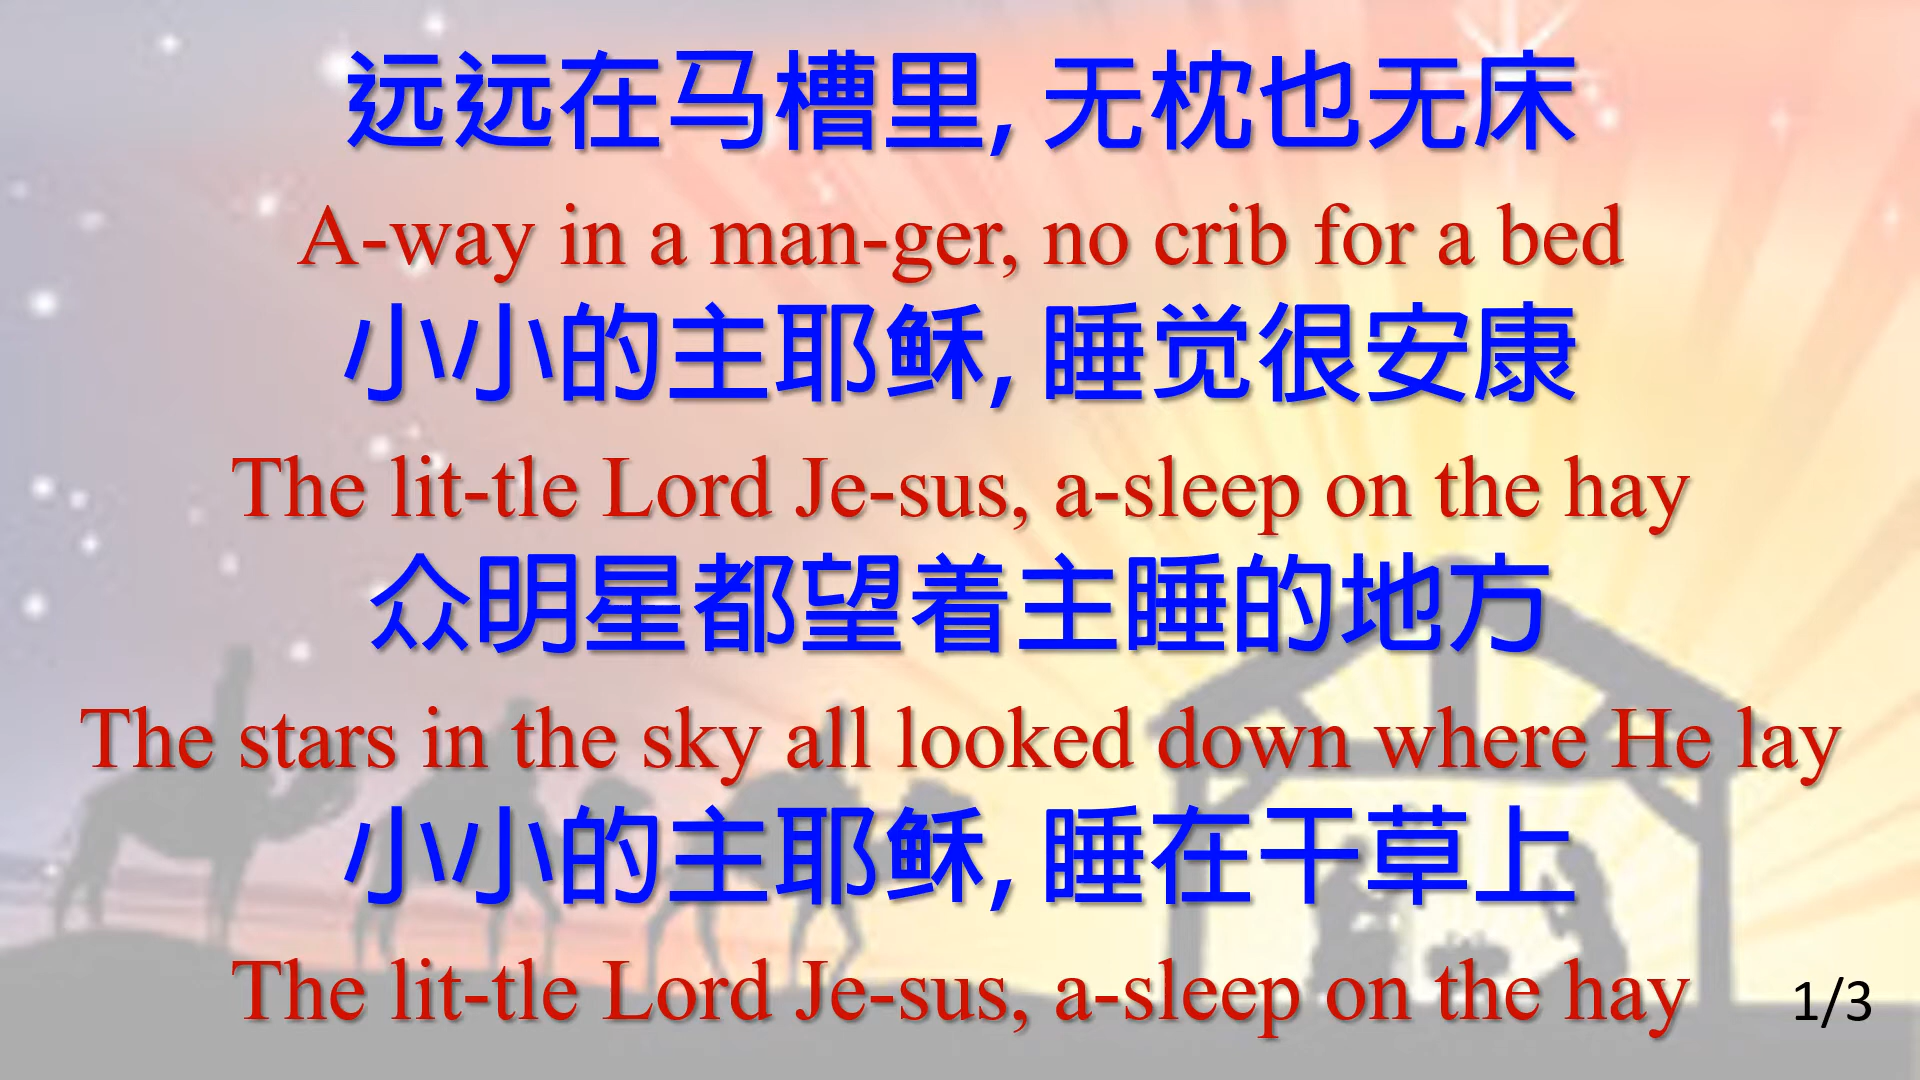 远远在马槽里, 无枕也无床
A-way in a man-ger, no crib for a bed
小小的主耶稣, 睡觉很安康
The lit-tle Lord Je-sus, a-sleep on the hay
众明星都望着主睡的地方
The stars in the sky all looked down where He lay
小小的主耶稣, 睡在干草上
The lit-tle Lord Je-sus, a-sleep on the hay
1/3